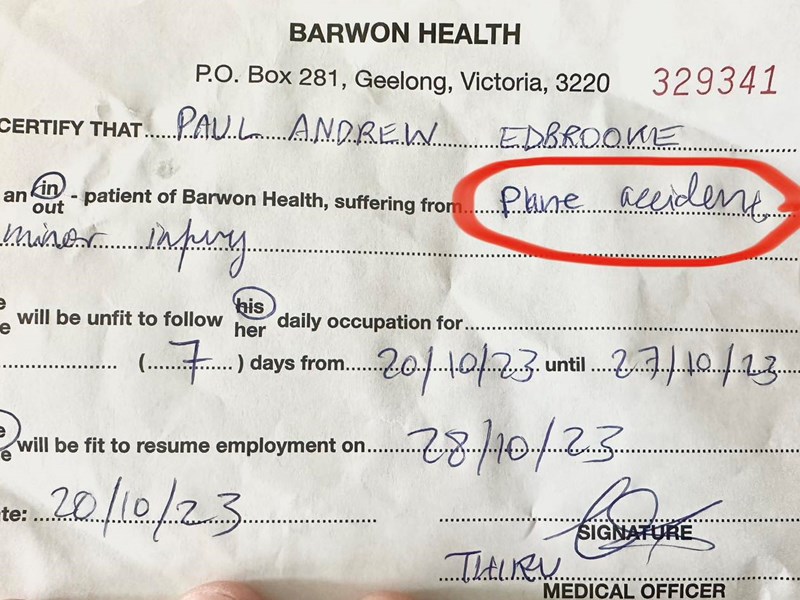 BARWON HEALTH
P.O. Box 281, Geelong, Victoria, 3220 329341
CERTIFY THAT PAUL ANDREW EDBROOKE
an in - patient of Barwon Health, suffering from Plane accident
out
minor injury
e will be unfit to follow his daily occupation for
e her
( 7 ) days from 20/10/23 until 27/10/23
e will be fit to resume employment on 28/10/23
e
te: 20/10/23
SIGNATURE
THIRU
MEDICAL OFFICER